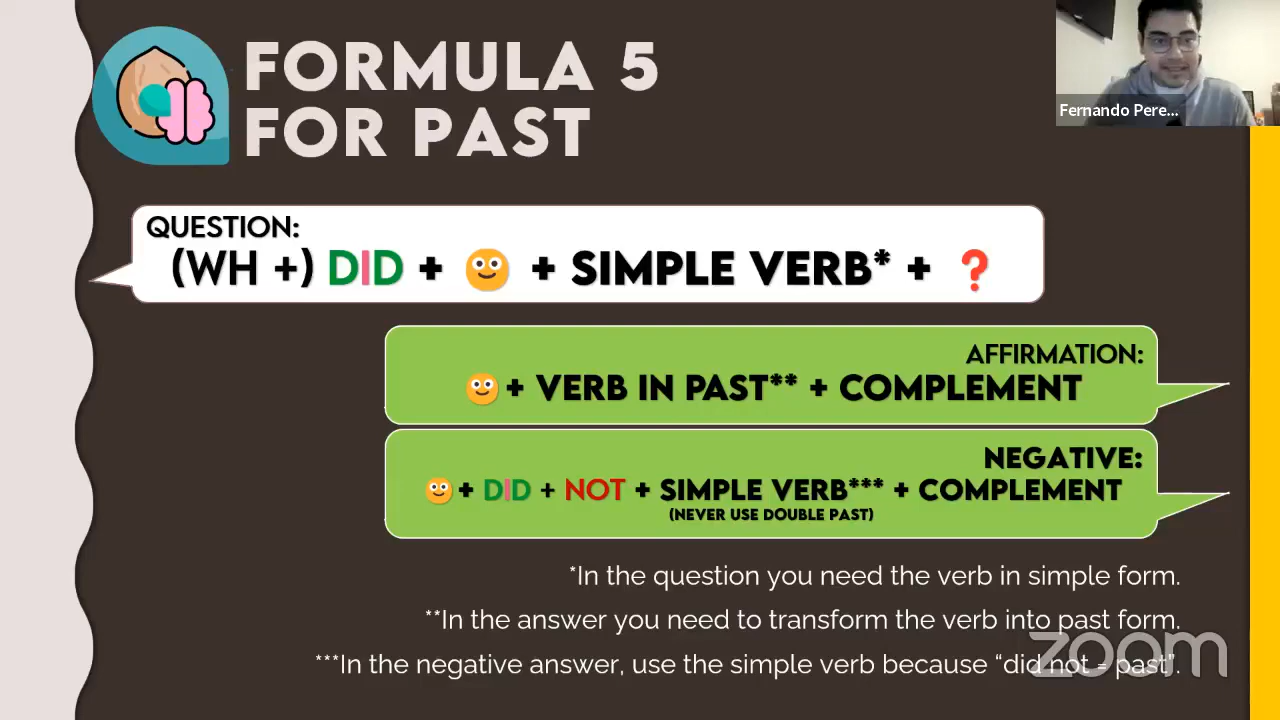 FORMULA 5
FOR PAST
Fernando Pere...
QUESTION:
(WH +) DID + 🙂 + SIMPLE VERB* + ❓
AFFIRMATION:
🙂 + VERB IN PAST** + COMPLEMENT
NEGATIVE:
🙂 + DID + NOT + SIMPLE VERB*** + COMPLEMENT
(NEVER USE DOUBLE PAST)
*In the question you need the verb in simple form.
**In the answer you need to transform the verb into past form.
***In the negative answer, use the simple verb because “did not = past”.
zoom